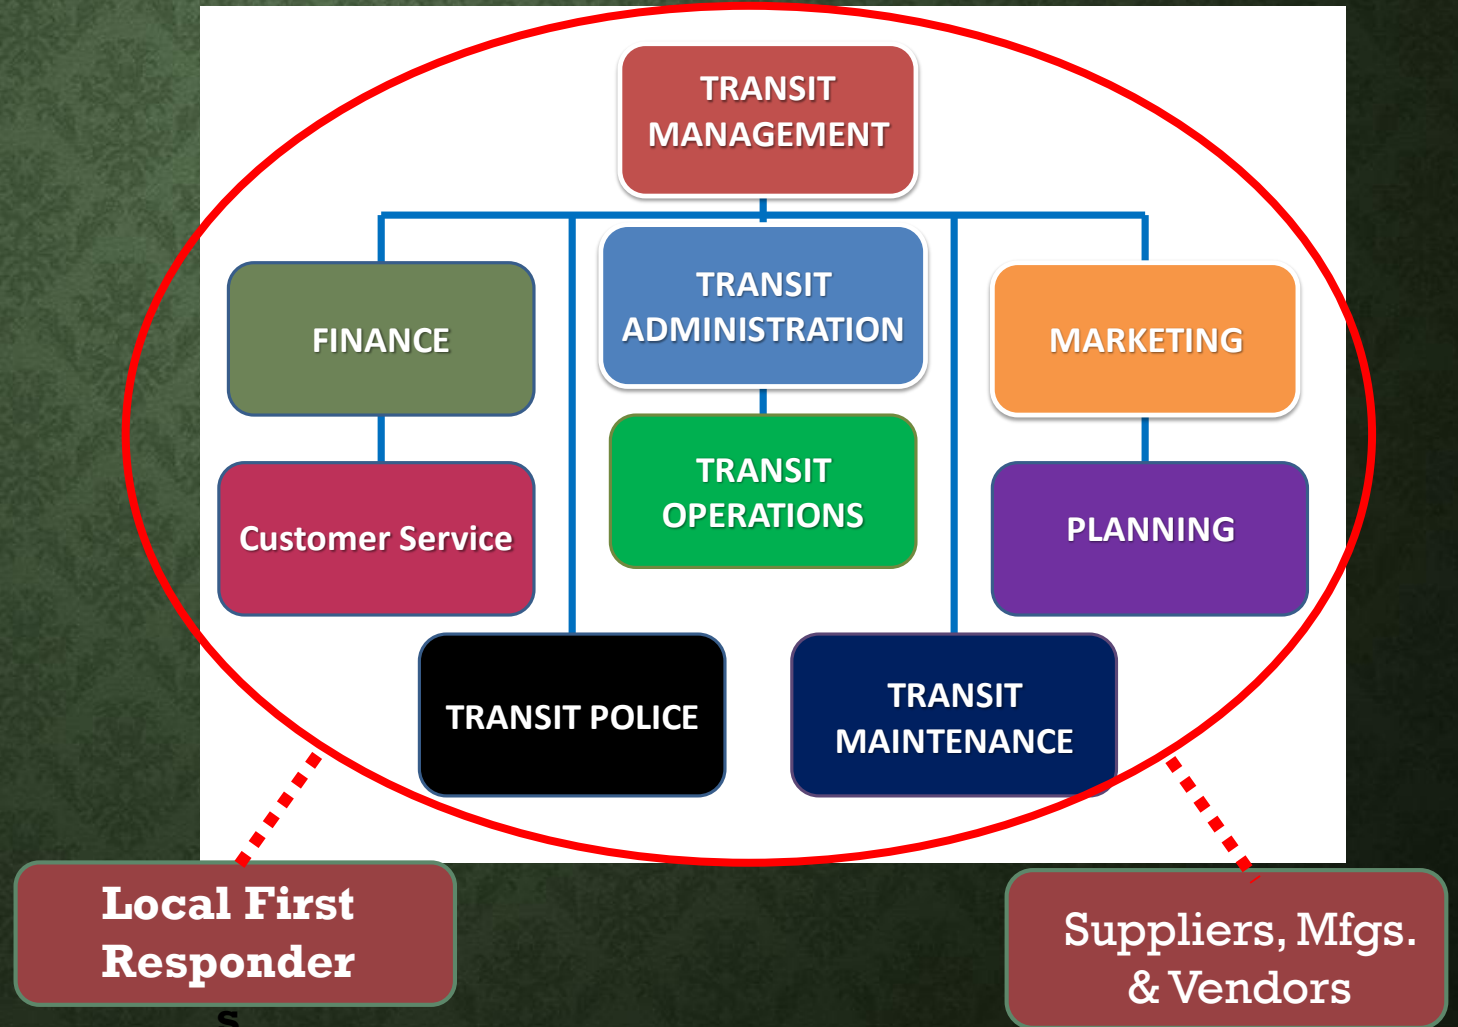 TRANSIT
MANAGEMENT
FINANCE
TRANSIT
ADMINISTRATION
MARKETING
Customer Service
TRANSIT
OPERATIONS
PLANNING
TRANSIT POLICE
TRANSIT
MAINTENANCE
Local First
Responder
s
Suppliers, Mfgs.
& Vendors